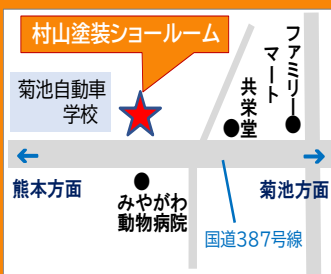 村山塗装ショールーム
菊池自動車
学校
共栄堂
ファミリー
マート
←
→
熊本方面
菊池方面
みやがわ
動物病院
国道387号線